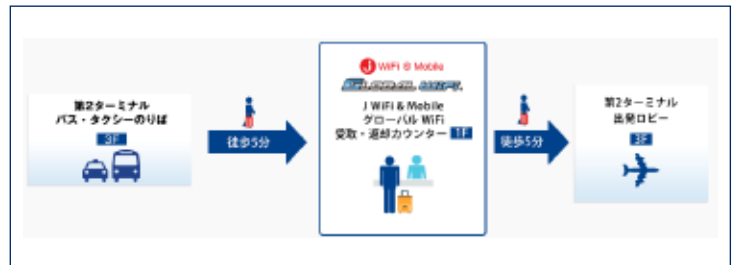 第2ターミナル
バス・タクシーのりば
3F
徒歩5分
J WiFi & Mobile
GLOBAL WiFi
J WiFi & Mobile
グローバル WiFi
受取・返却カウンター 1F
徒歩5分
第2ターミナル
出発ロビー
3F